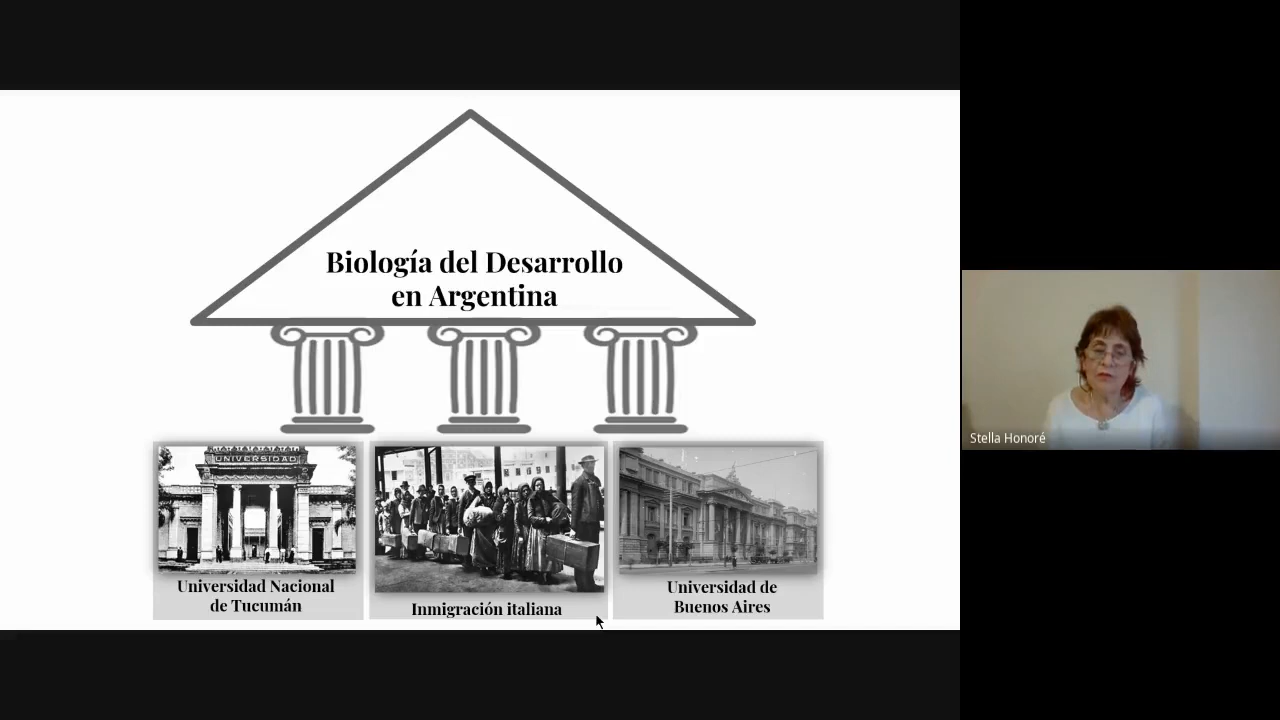 Biología del Desarrollo
en Argentina
UNIVERSIDAD
Universidad Nacional
de Tucumán
Inmigración italiana
Universidad de
Buenos Aires
Stella Honoré